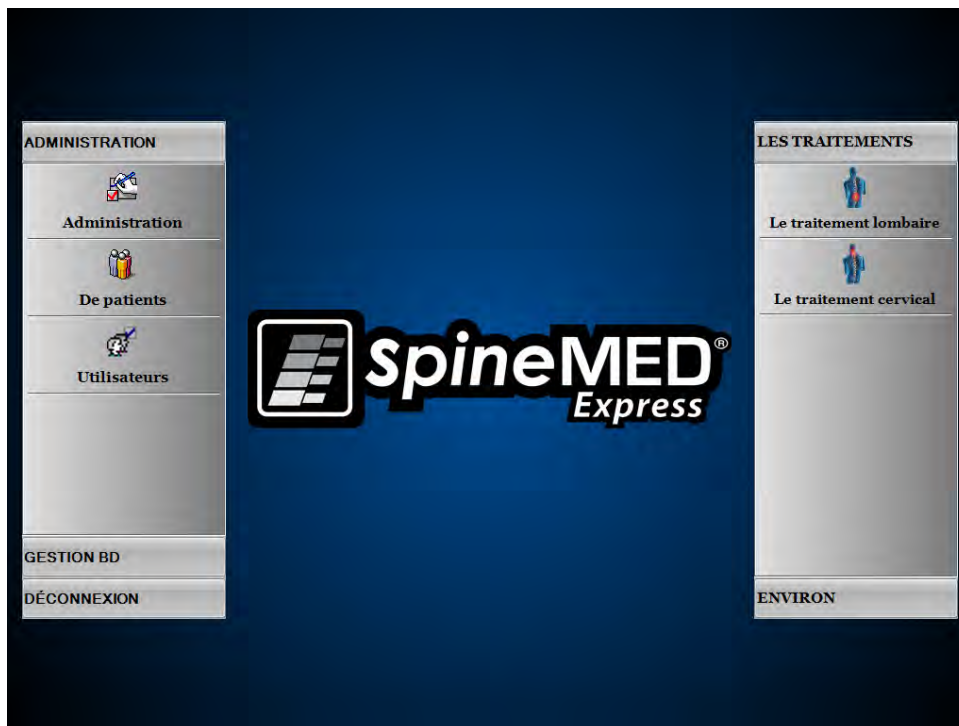 ADMINISTRATION
Administration
De patients
Utilisateurs
GESTION BD
DÉCONNEXION
SpineMED®
Express
LES TRAITEMENTS
Le traitement lombaire
Le traitement cervical
ENVIRON